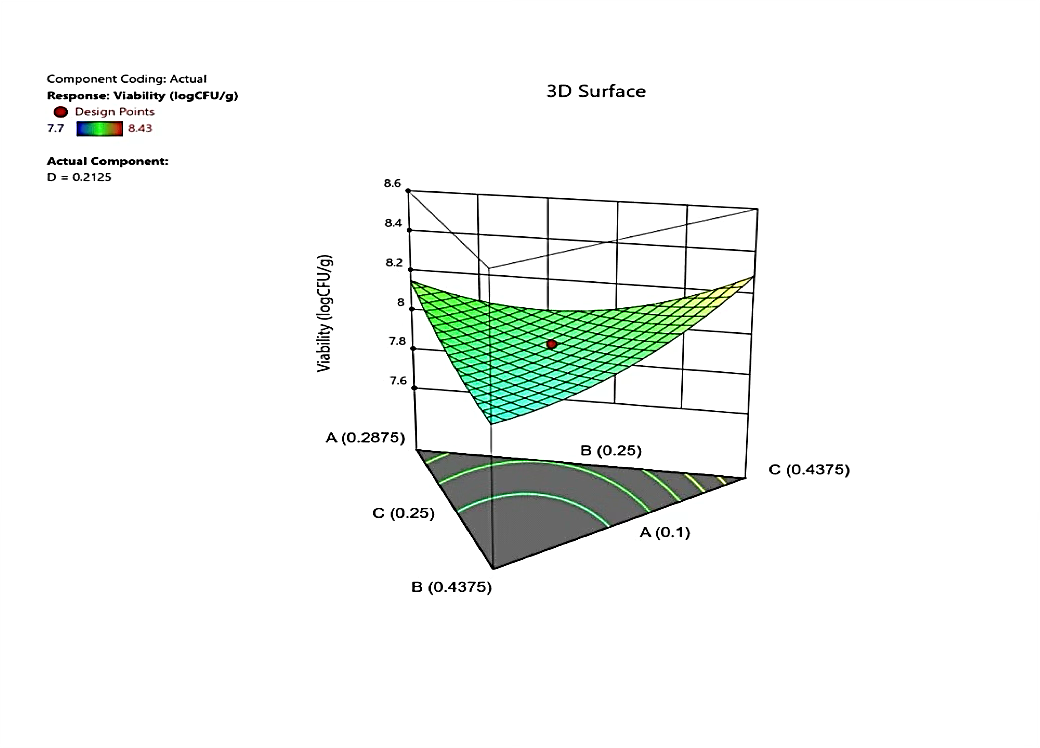 Component Coding: Actual
Response: Viability (logCFU/g)
Design Points
7.7 8.43
Actual Component:
D = 0.2125
3D Surface
8.6
8.4
8.2
8
7.8
7.6
Viability (logCFU/g)
A (0.2875)
B (0.25)
C (0.4375)
C (0.25)
A (0.1)
B (0.4375)